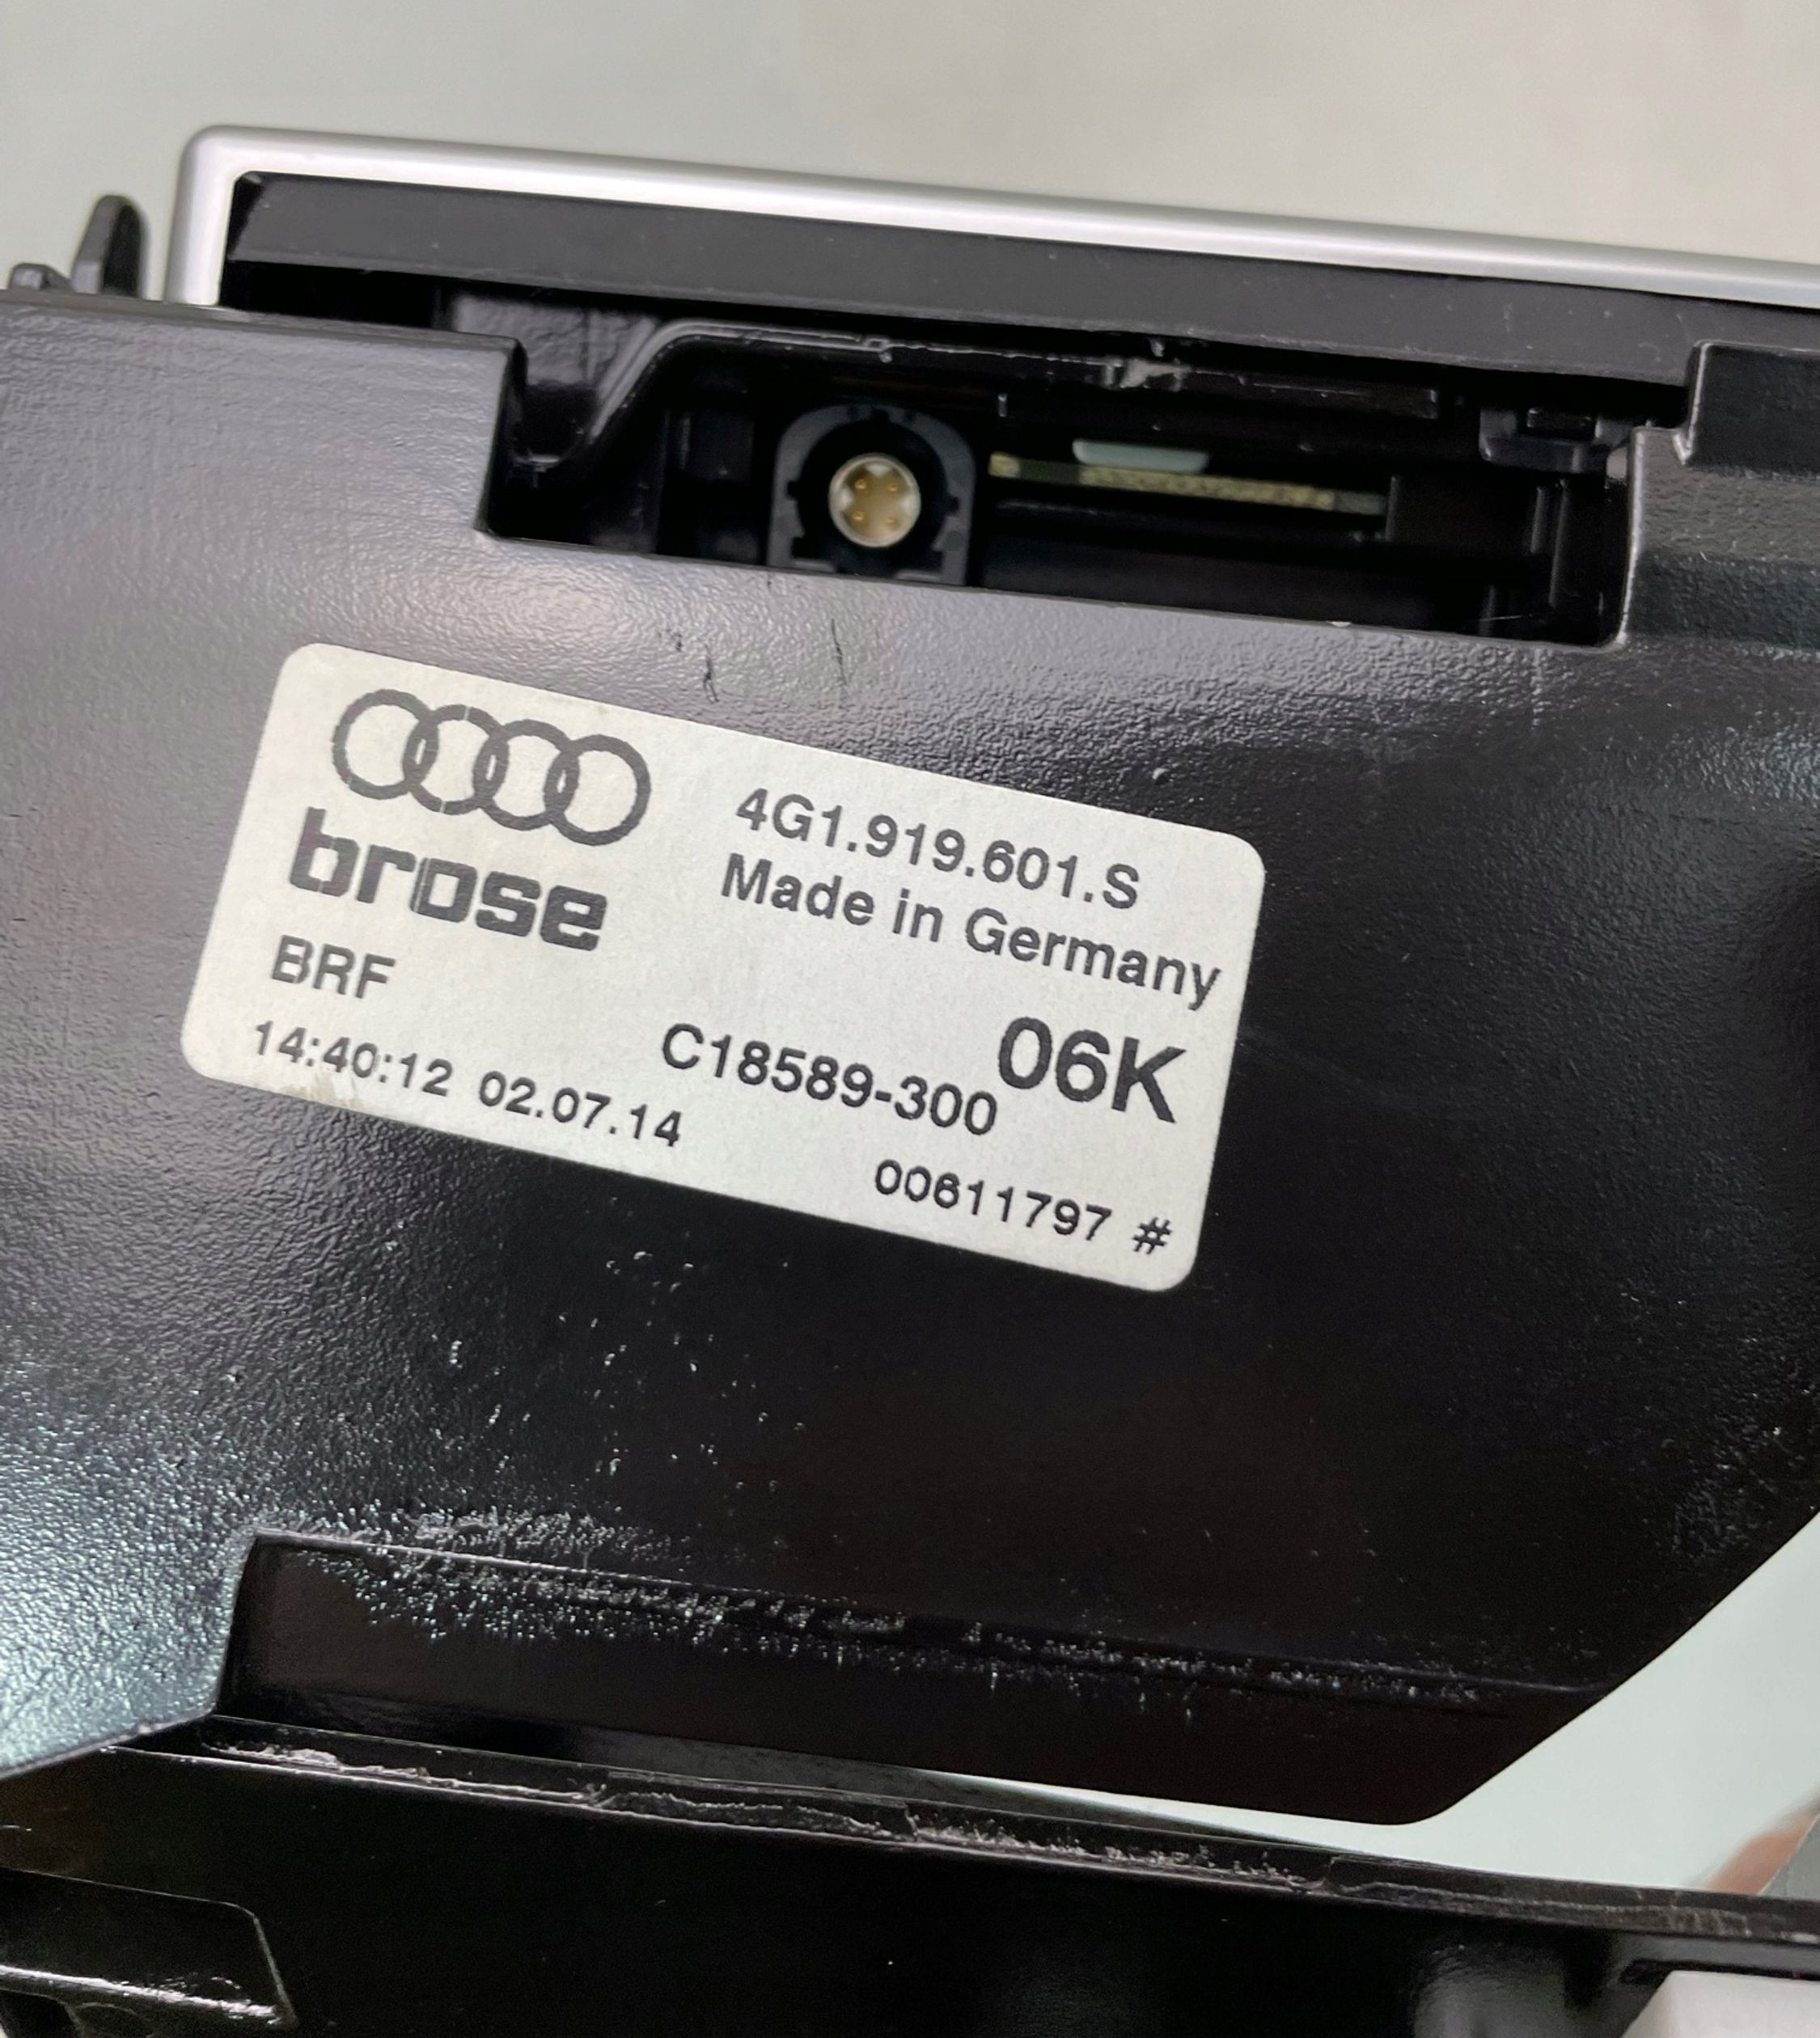 4G1.919.601.S
brose
Made in Germany
BRF
C18589-300
06K
14:40:12 02.07.14
00611797 #